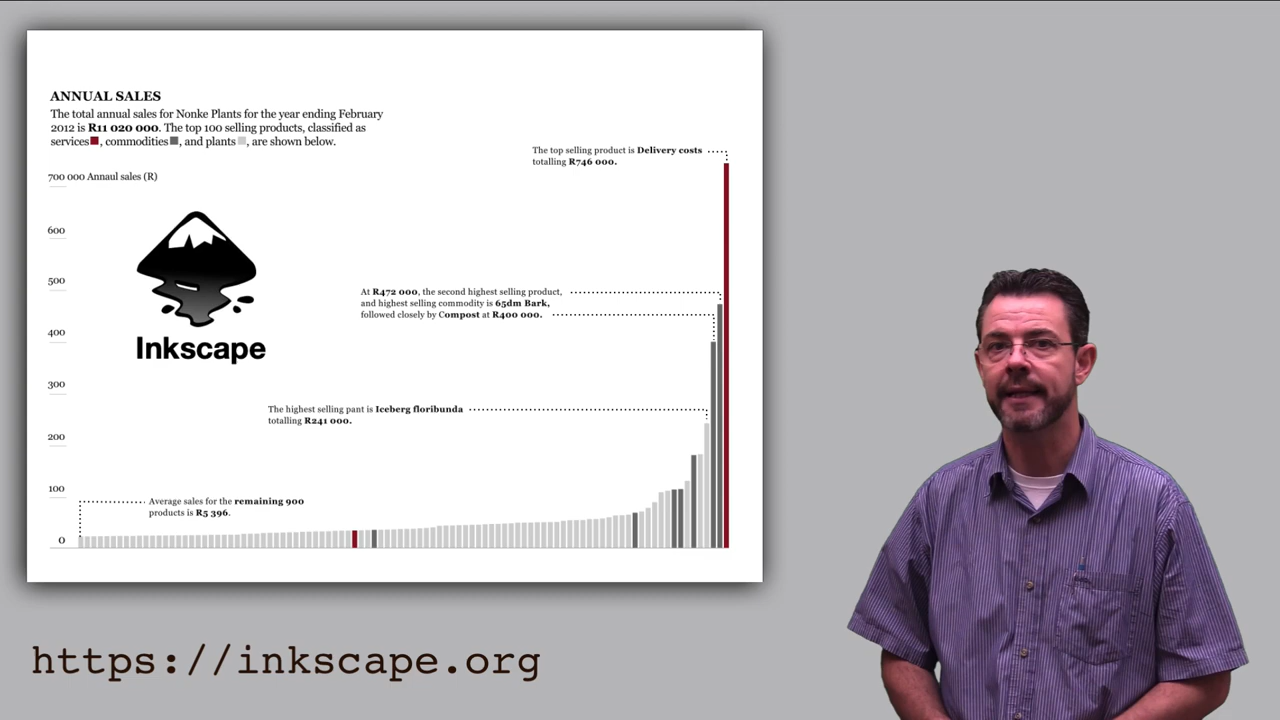 ANNUAL SALES
The total annual sales for Nonke Plants for the year ending February
2012 is R11 020 000. The top 100 selling products, classified as
services, commodities, and plants, are shown below.
The top selling product is Delivery costs
totalling R746 000.
700 000 Annaul sales (R)
600
500
400
300
200
100
0
Inkscape
At R472 000, the second highest selling product,
and highest selling commodity is 65dm Bark,
followed closely by Compost at R400 000.
The highest selling pant is Iceberg floribunda
totalling R241 000.
Average sales for the remaining 900
products is R5 396.
https://inkscape.org